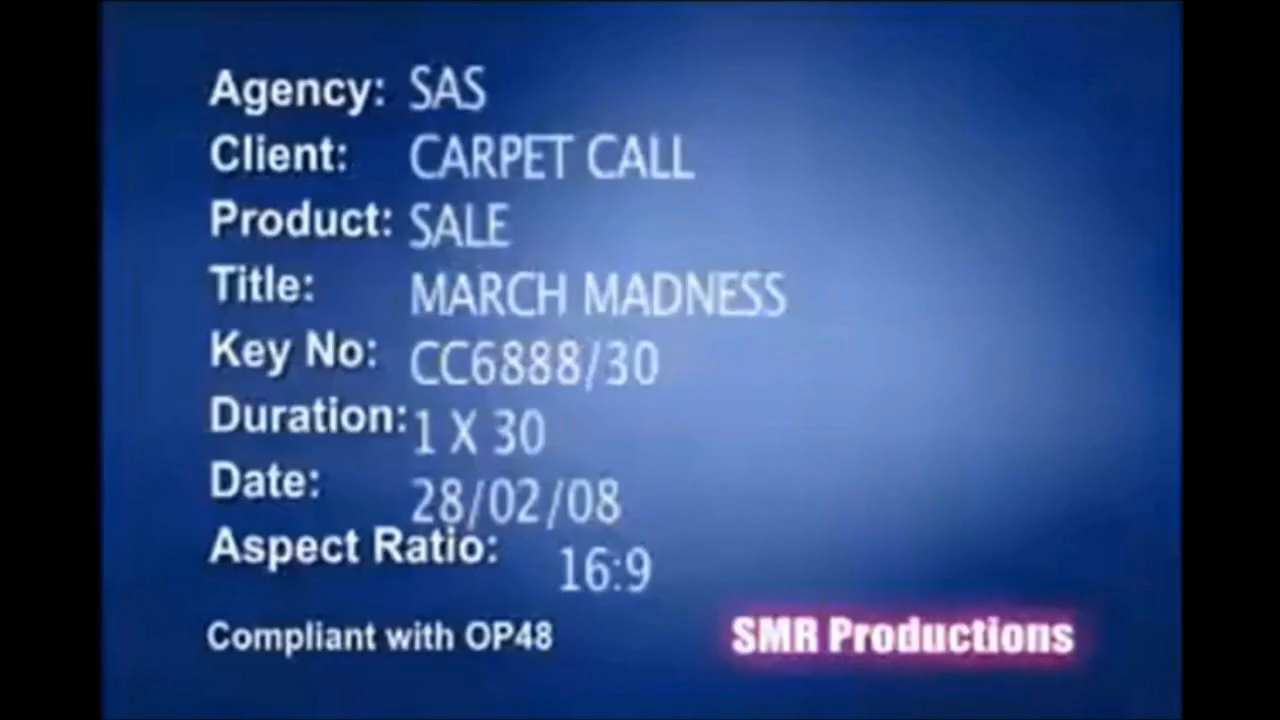 Agency: SAS
Client: CARPET CALL
Product: SALE
Title: MARCH MADNESS
Key No: CC6888/30
Duration: 1 X 30
Date: 28/02/08
Aspect Ratio: 16:9
Compliant with OP48
SMR Productions